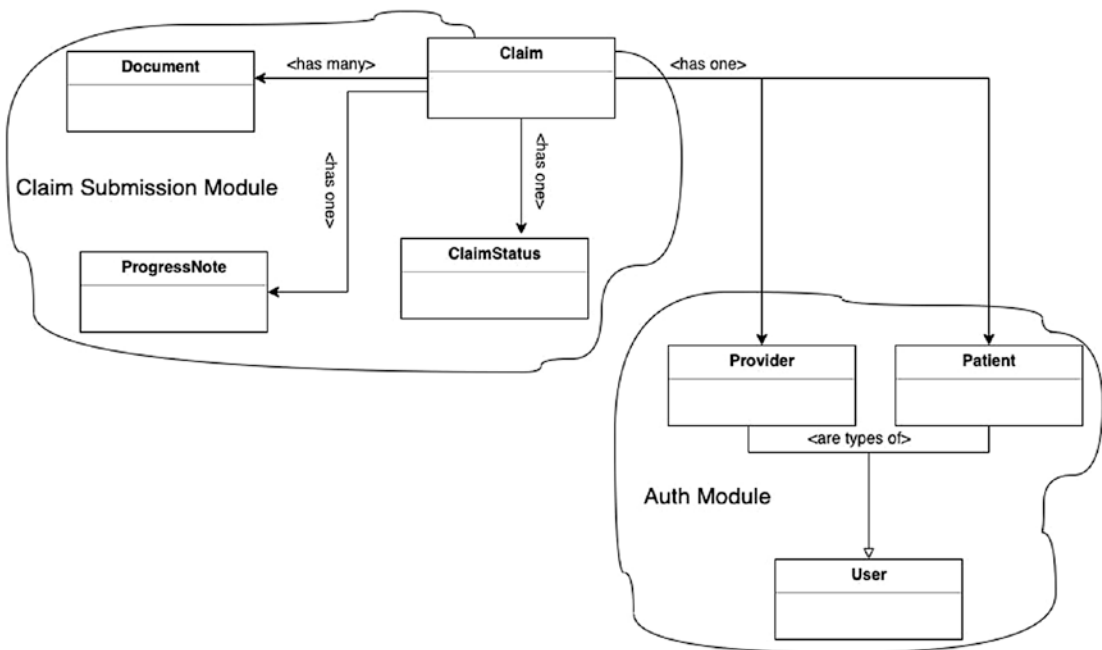 Document
<has many>
Claim
<has one>
<has one>
<has one>
Claim Submission Module
ProgressNote
ClaimStatus
Provider
Patient
<are types of>
Auth Module
User